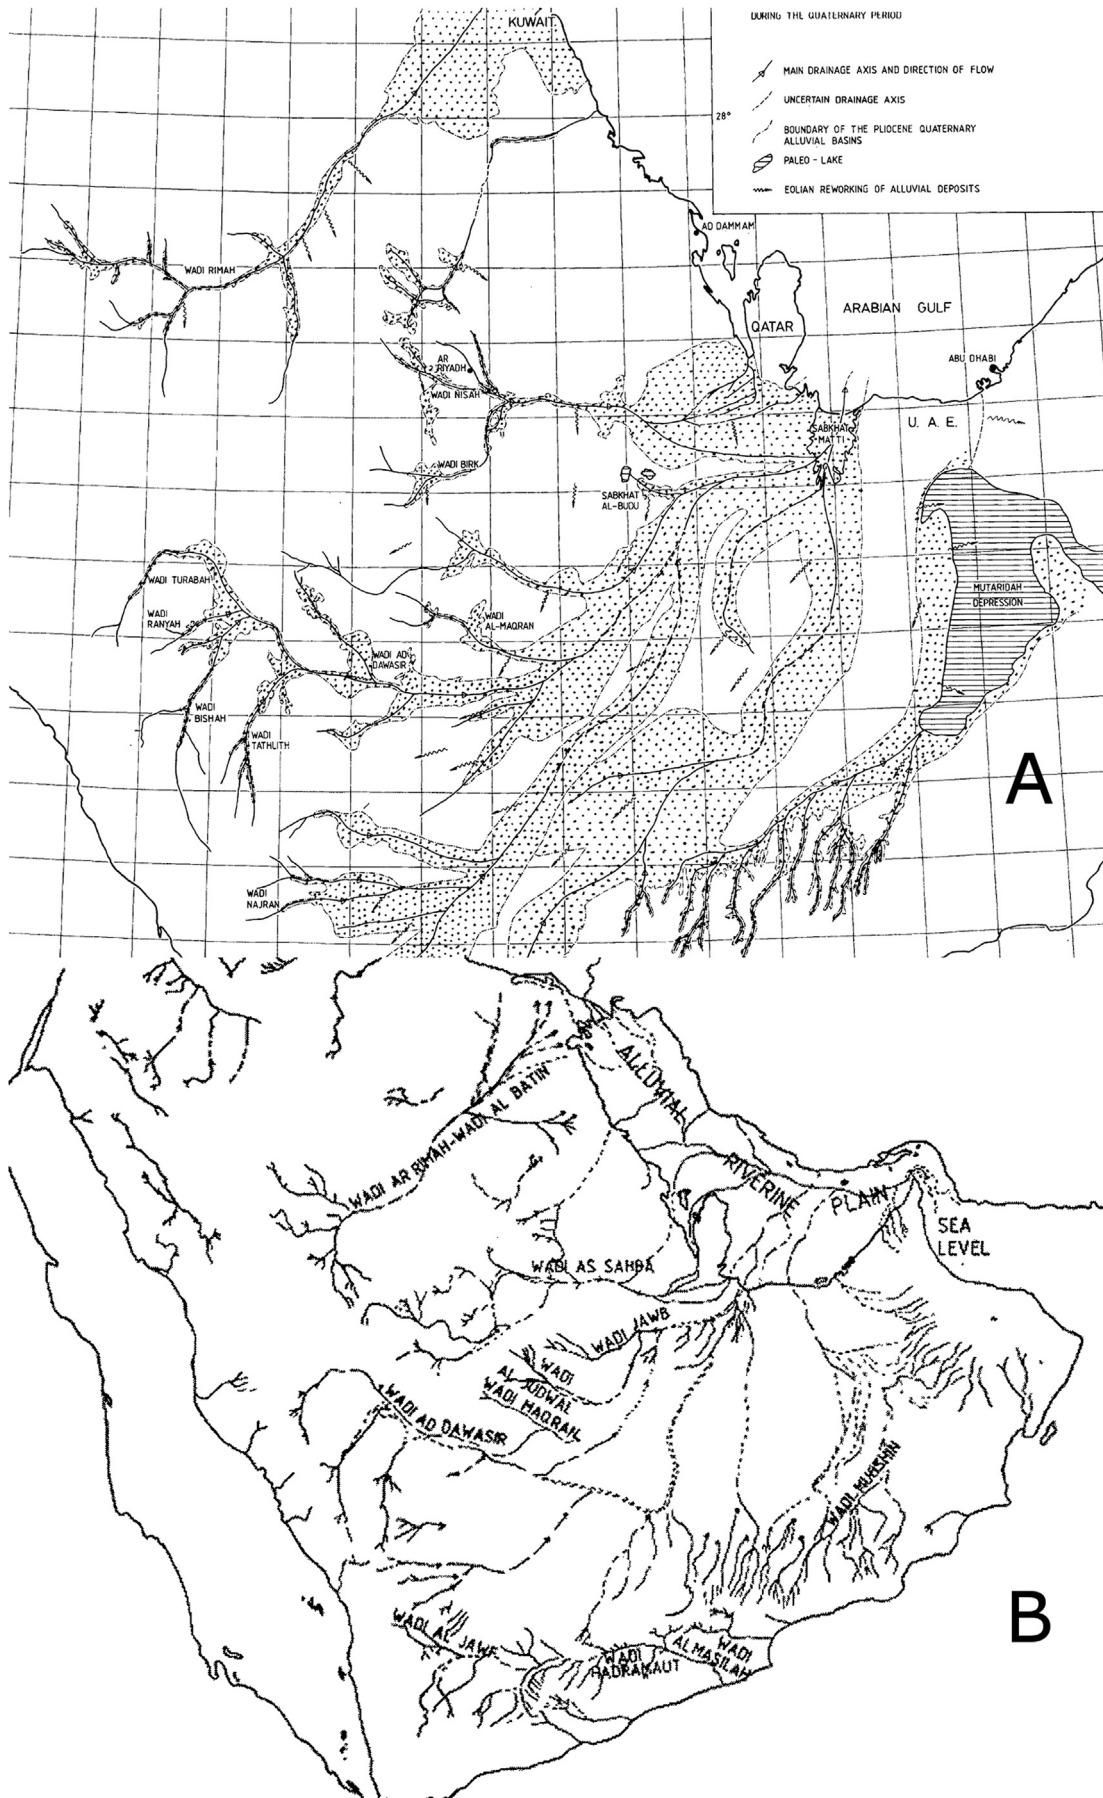 DURING THE QUATERNARY PERIOD
MAIN DRAINAGE AXIS AND DIRECTION OF FLOW
UNCERTAIN DRAINAGE AXIS
BOUNDARY OF THE PLIOCENE QUATERNARY
ALLUVIAL BASINS
PALEO - LAKE
EOLIAN REWORKING OF ALLUVIAL DEPOSITS
KUWAIT
28°
AD DAMMAM
WADI RIMAH
ARABIAN GULF
QATAR
ABU DHABI
AR
RIYADH
WADI NISAH
U. A. E.
SABKHAT
MATTI
WADI BIRK
SABKHAT
AL-BUDU
WADI TURABAH
MUTARIDAH
DEPRESSION
WADI
RANYAH
WADI
AL-MAQRAN
WADI AD
DAWASIR
WADI
BISHAH
WADI
TATHLITH
A
WADI
NAJRAN
ALLUVIAL
RIVERINE
PLAIN
WADI AR RIMAH-WADI AL BATIN
SEA
LEVEL
WADI AS SAHBA
WADI JAWB
WADI
AL JUDWAL
WADI MAQRAN
WADI AD DAWASIR
WADI MUHSHIN
B
WADI AL JAWF
WADI
HADRAMAUT
WADI
AL MASILAH